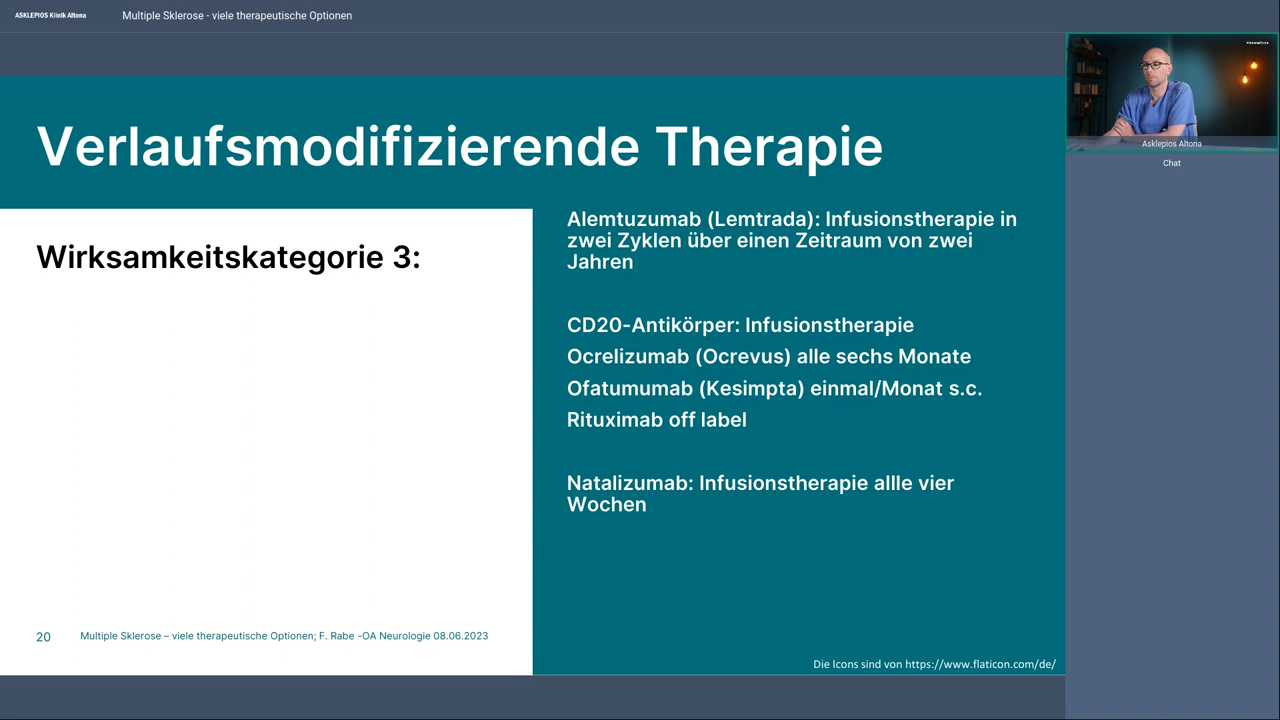 ASKLEPIOS Klinik Altona
Multiple Sklerose - viele therapeutische Optionen
Verlaufsmodifizierende Therapie
Wirksamkeitskategorie 3:
Alemtuzumab (Lemtrada): Infusionstherapie in
zwei Zyklen über einen Zeitraum von zwei
Jahren
CD20-Antikörper: Infusionstherapie
Ocrelizumab (Ocrevus) alle sechs Monate
Ofatumumab (Kesimpta) einmal/Monat s.c.
Rituximab off label
Natalizumab: Infusionstherapie allle vier
Wochen
20
Multiple Sklerose – viele therapeutische Optionen; F. Rabe -OA Neurologie 08.06.2023
Die Icons sind von https://www.flaticon.com/de/
Asklepios Altona
Chat